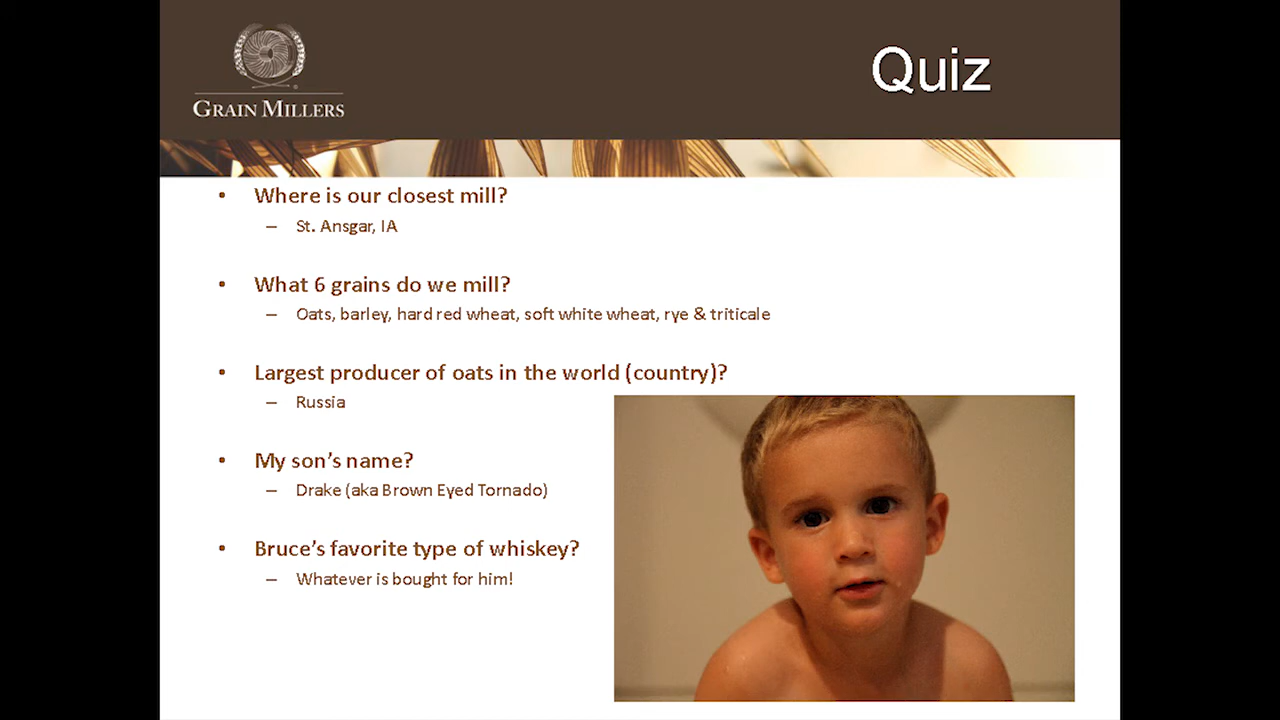 GRAIN MILLERS
Quiz
• Where is our closest mill?
– St. Ansgar, IA
• What 6 grains do we mill?
– Oats, barley, hard red wheat, soft white wheat, rye & triticale
• Largest producer of oats in the world (country)?
– Russia
• My son’s name?
– Drake (aka Brown Eyed Tornado)
• Bruce’s favorite type of whiskey?
– Whatever is bought for him!